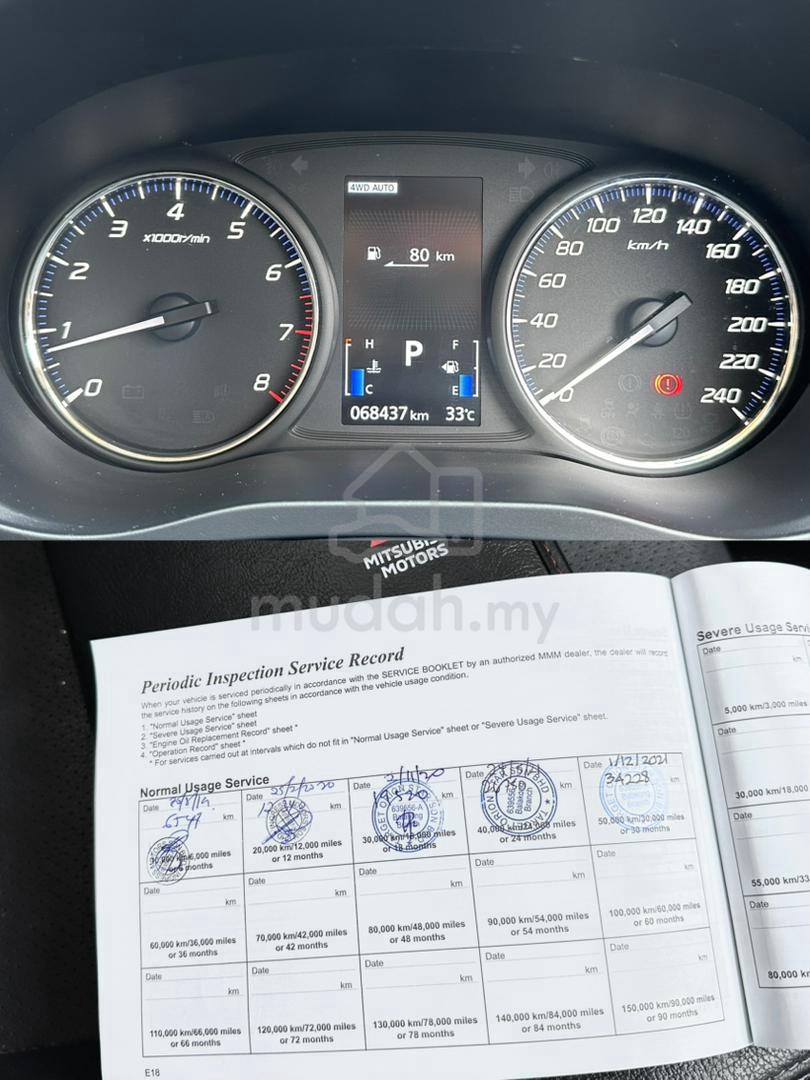 4WD AUTO
0 1 2 3 4 5 6 7 8
x1000r/min
80 km
H F
P
C E
068437 km 33°C
0 20 40 60 80 100 120 140 160 180 200 220 240
km/h
MITSUBIS
MOTORS
mudah.my
Periodic Inspection Service Record
When your vehicle is serviced periodically in accordance with the SERVICE BOOKLET by an authorized MMM dealer, the dealer will record
the service history on the following sheets in accordance with the vehicle usage condition.
1. "Normal Usage Service" sheet
2. "Severe Usage Service" sheet
3. "Engine Oil Replacement Record" sheet *
4. "Operation Record" sheet *
* For services carried out at intervals which do not fit in "Normal Usage Service" sheet or "Severe Usage Service" sheet.
Normal Usage Service
Date Date Date Date Date 1/12/2021
km km km km 34228 km
639556-A
Branch
20,000 km/12,000 miles
or 12 months
or 18 months
or 24 months
50,000 km/30,000 miles
or 30 months
Date Date Date Date Date
km km km km km
60,000 km/36,000 miles
or 36 months
70,000 km/42,000 miles
or 42 months
80,000 km/48,000 miles
or 48 months
90,000 km/54,000 miles
or 54 months
100,000 km/60,000 miles
or 60 months
Date Date Date Date Date
km km km km km
110,000 km/66,000 miles
or 66 months
120,000 km/72,000 miles
or 72 months
130,000 km/78,000 miles
or 78 months
140,000 km/84,000 miles
or 84 months
150,000 km/90,000 miles
or 90 months
E18
Severe Usage Servi
Date
km
5,000 km/3,000 miles
Date
30,000 km/18,000
Date
55,000 km/33
Date
80,000 k